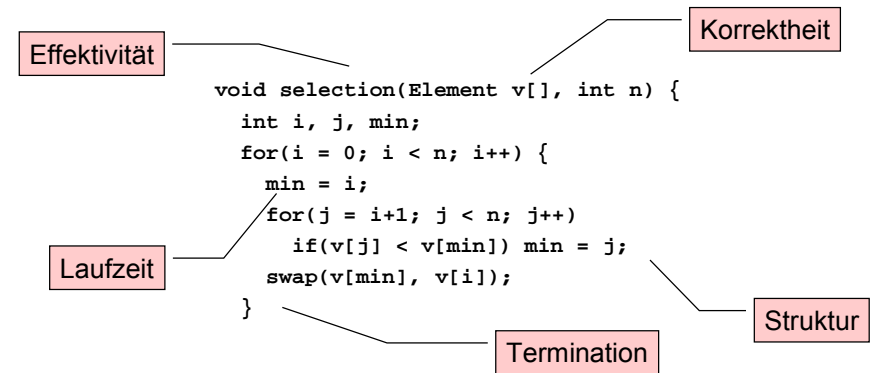 Korrektheit
Effektivität
void selection(Element v[], int n) {
int i, j, min;
for(i = 0; i < n; i++) {
min = i;
for(j = i+1; j < n; j++)
if(v[j] < v[min]) min = j;
Laufzeit
swap(v[min], v[i]);
}
Struktur
Termination